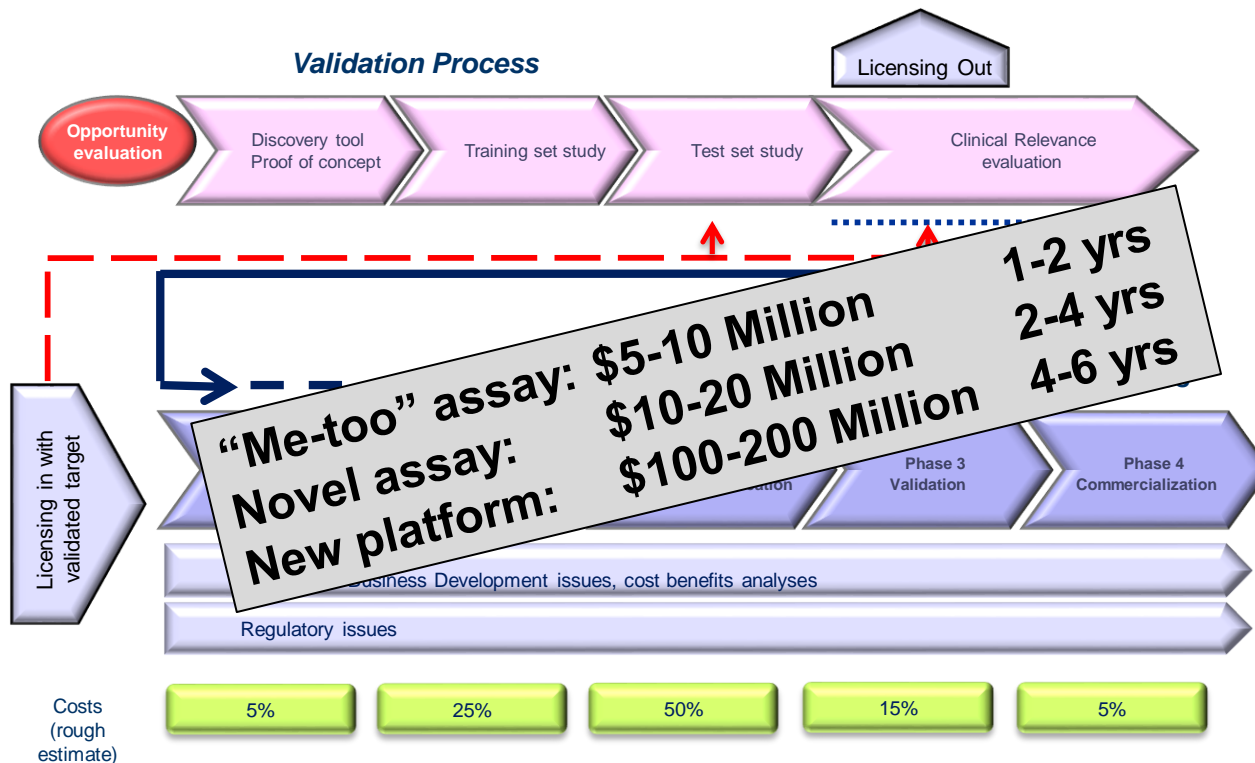 Validation Process
Licensing Out
Opportunity
evaluation
Discovery tool
Proof of concept
Training set study
Test set study
Clinical Relevance
evaluation
"Me-too" assay: $5-10 Million 1-2 yrs
Novel assay: $10-20 Million 2-4 yrs
New platform: $100-200 Million 4-6 yrs
Licensing in with
validated target
Phase 3
Validation
Phase 4
Commercialization
Business Development issues, cost benefits analyses
Regulatory issues
Costs
(rough
estimate)
5%
25%
50%
15%
5%